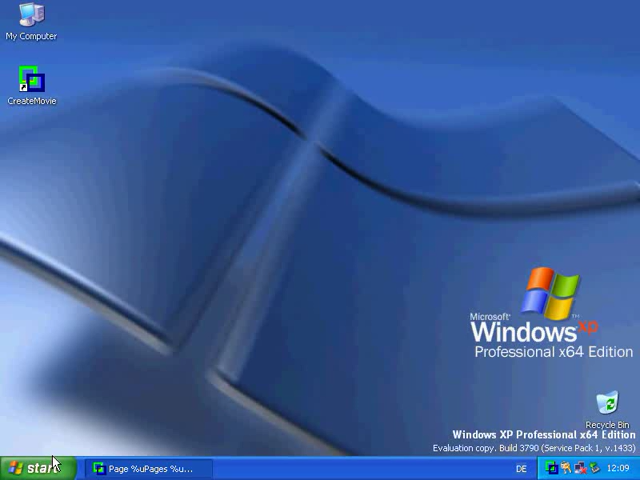 My Computer
CreateMovie
Microsoft®
Windows xp
Professional x64 Edition
Recycle Bin
Windows XP Professional x64 Edition
Evaluation copy. Build 3790 (Service Pack 1, v.1433)
start
Page %uPages %u...
DE
12:09